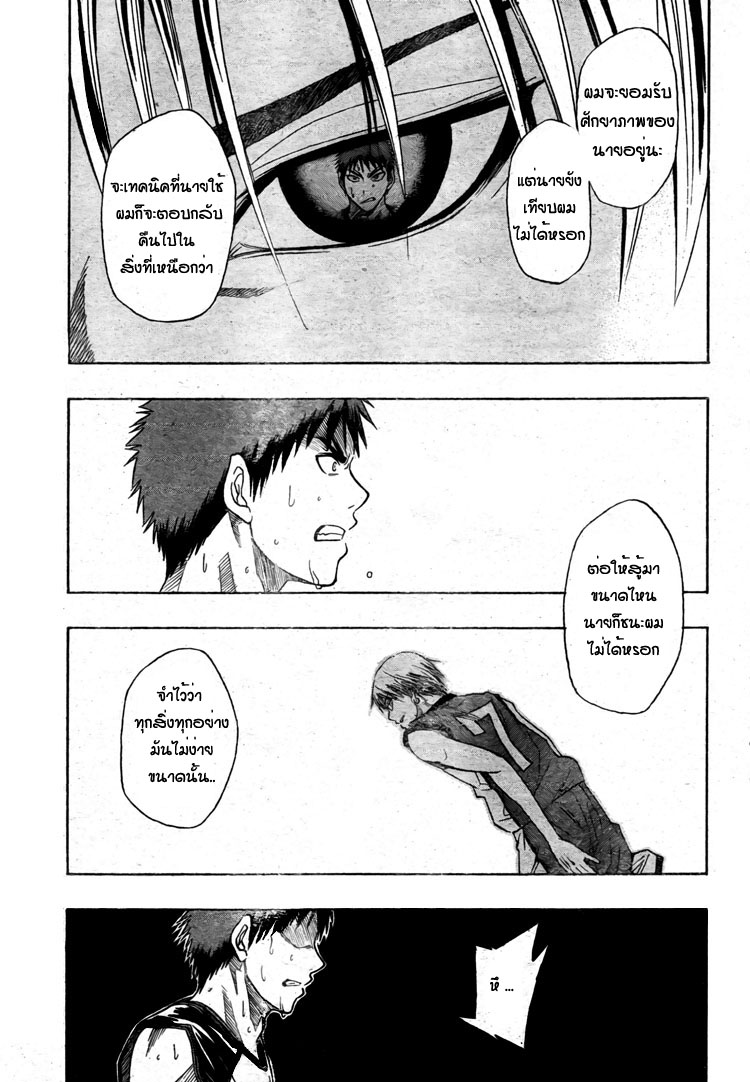 ผมจะยอมรับ
ศักยาภาพของ
นายอยู่นะ
แต่นายยัง
เทียบผม
ไม่ได้หรอก
จะเทคนิคที่นายใช้
ผมก็จะตอบกลับ
คืนไปใน
สิ่งที่เหนือกว่า
ต่อให้สู้มา
ขนาดไหน
นายก็ชนะผม
ไม่ได้หรอก
จำไว้ว่า
ทุกสิ่งทุกอย่าง
มันไม่ง่าย
ขนาดนั้น..
7
หึ ...